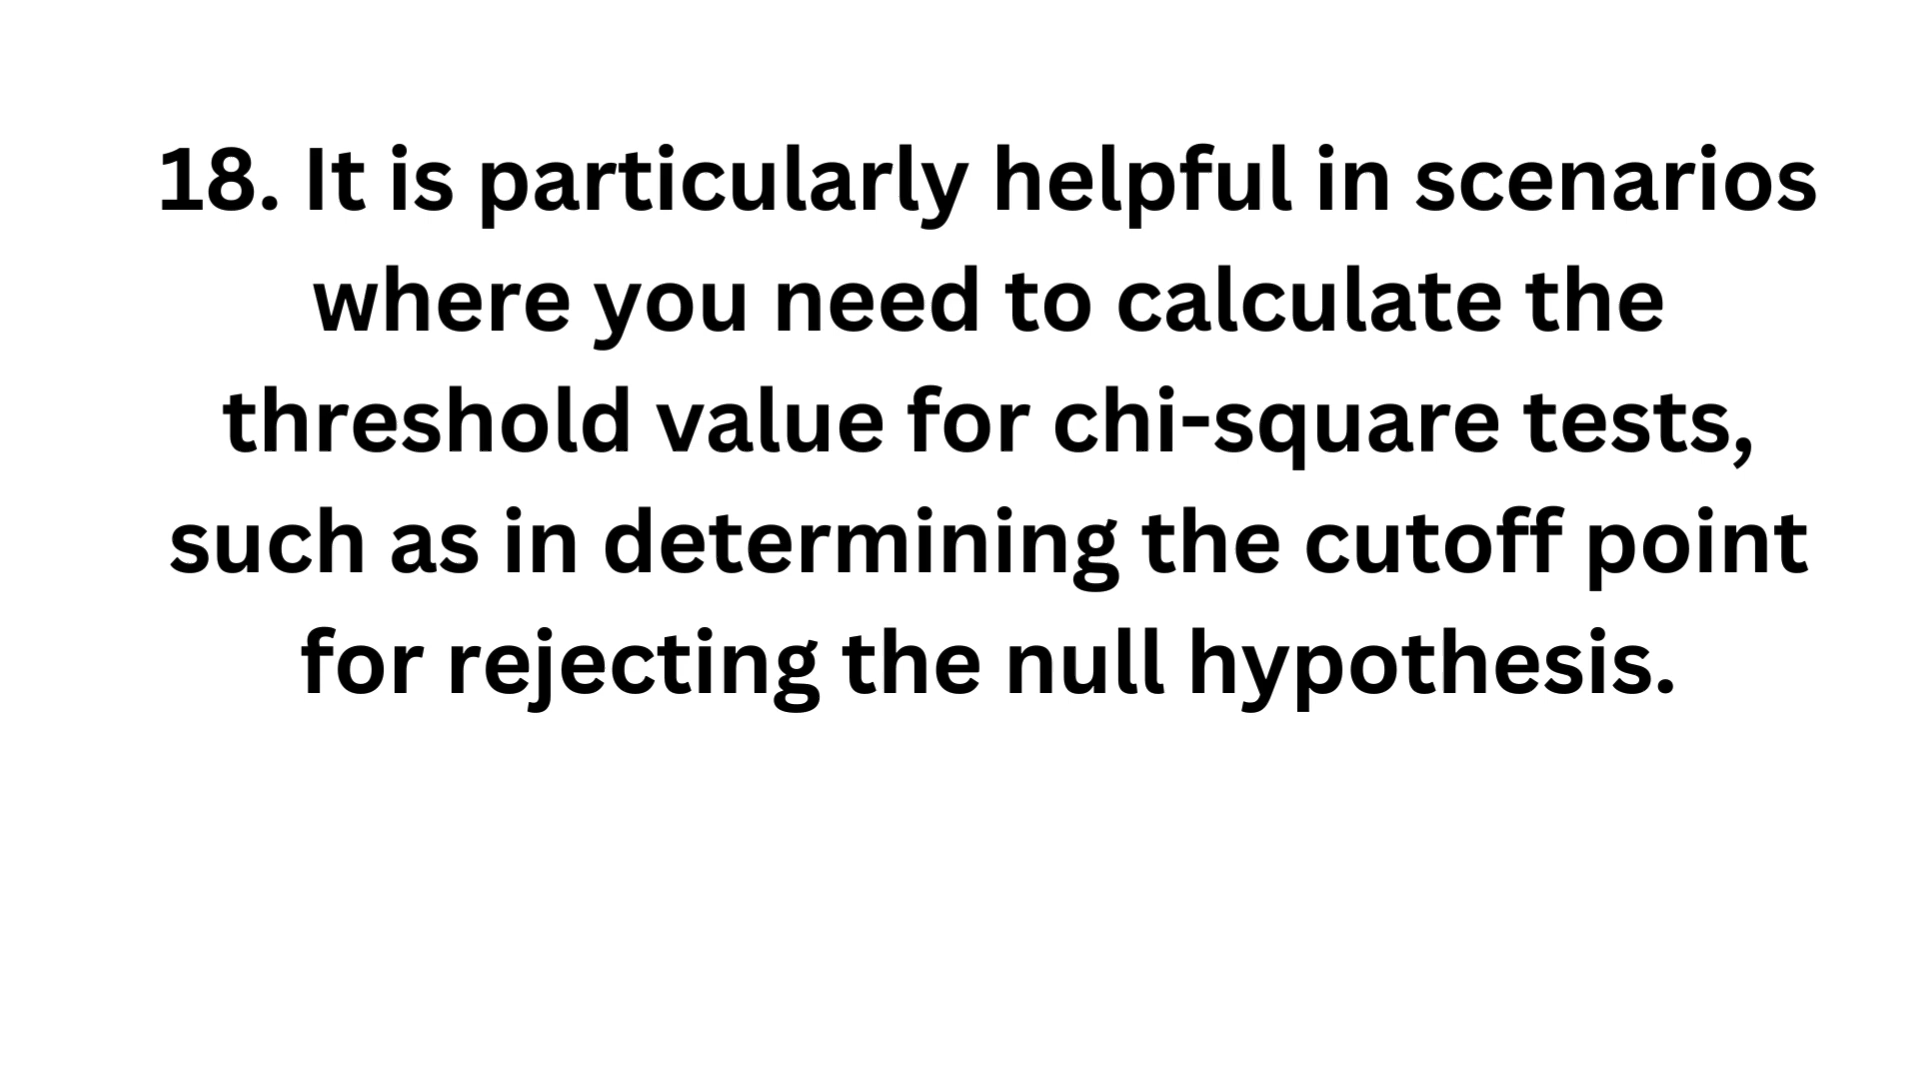 18. It is particularly helpful in scenarios
where you need to calculate the
threshold value for chi-square tests,
such as in determining the cutoff point
for rejecting the null hypothesis.